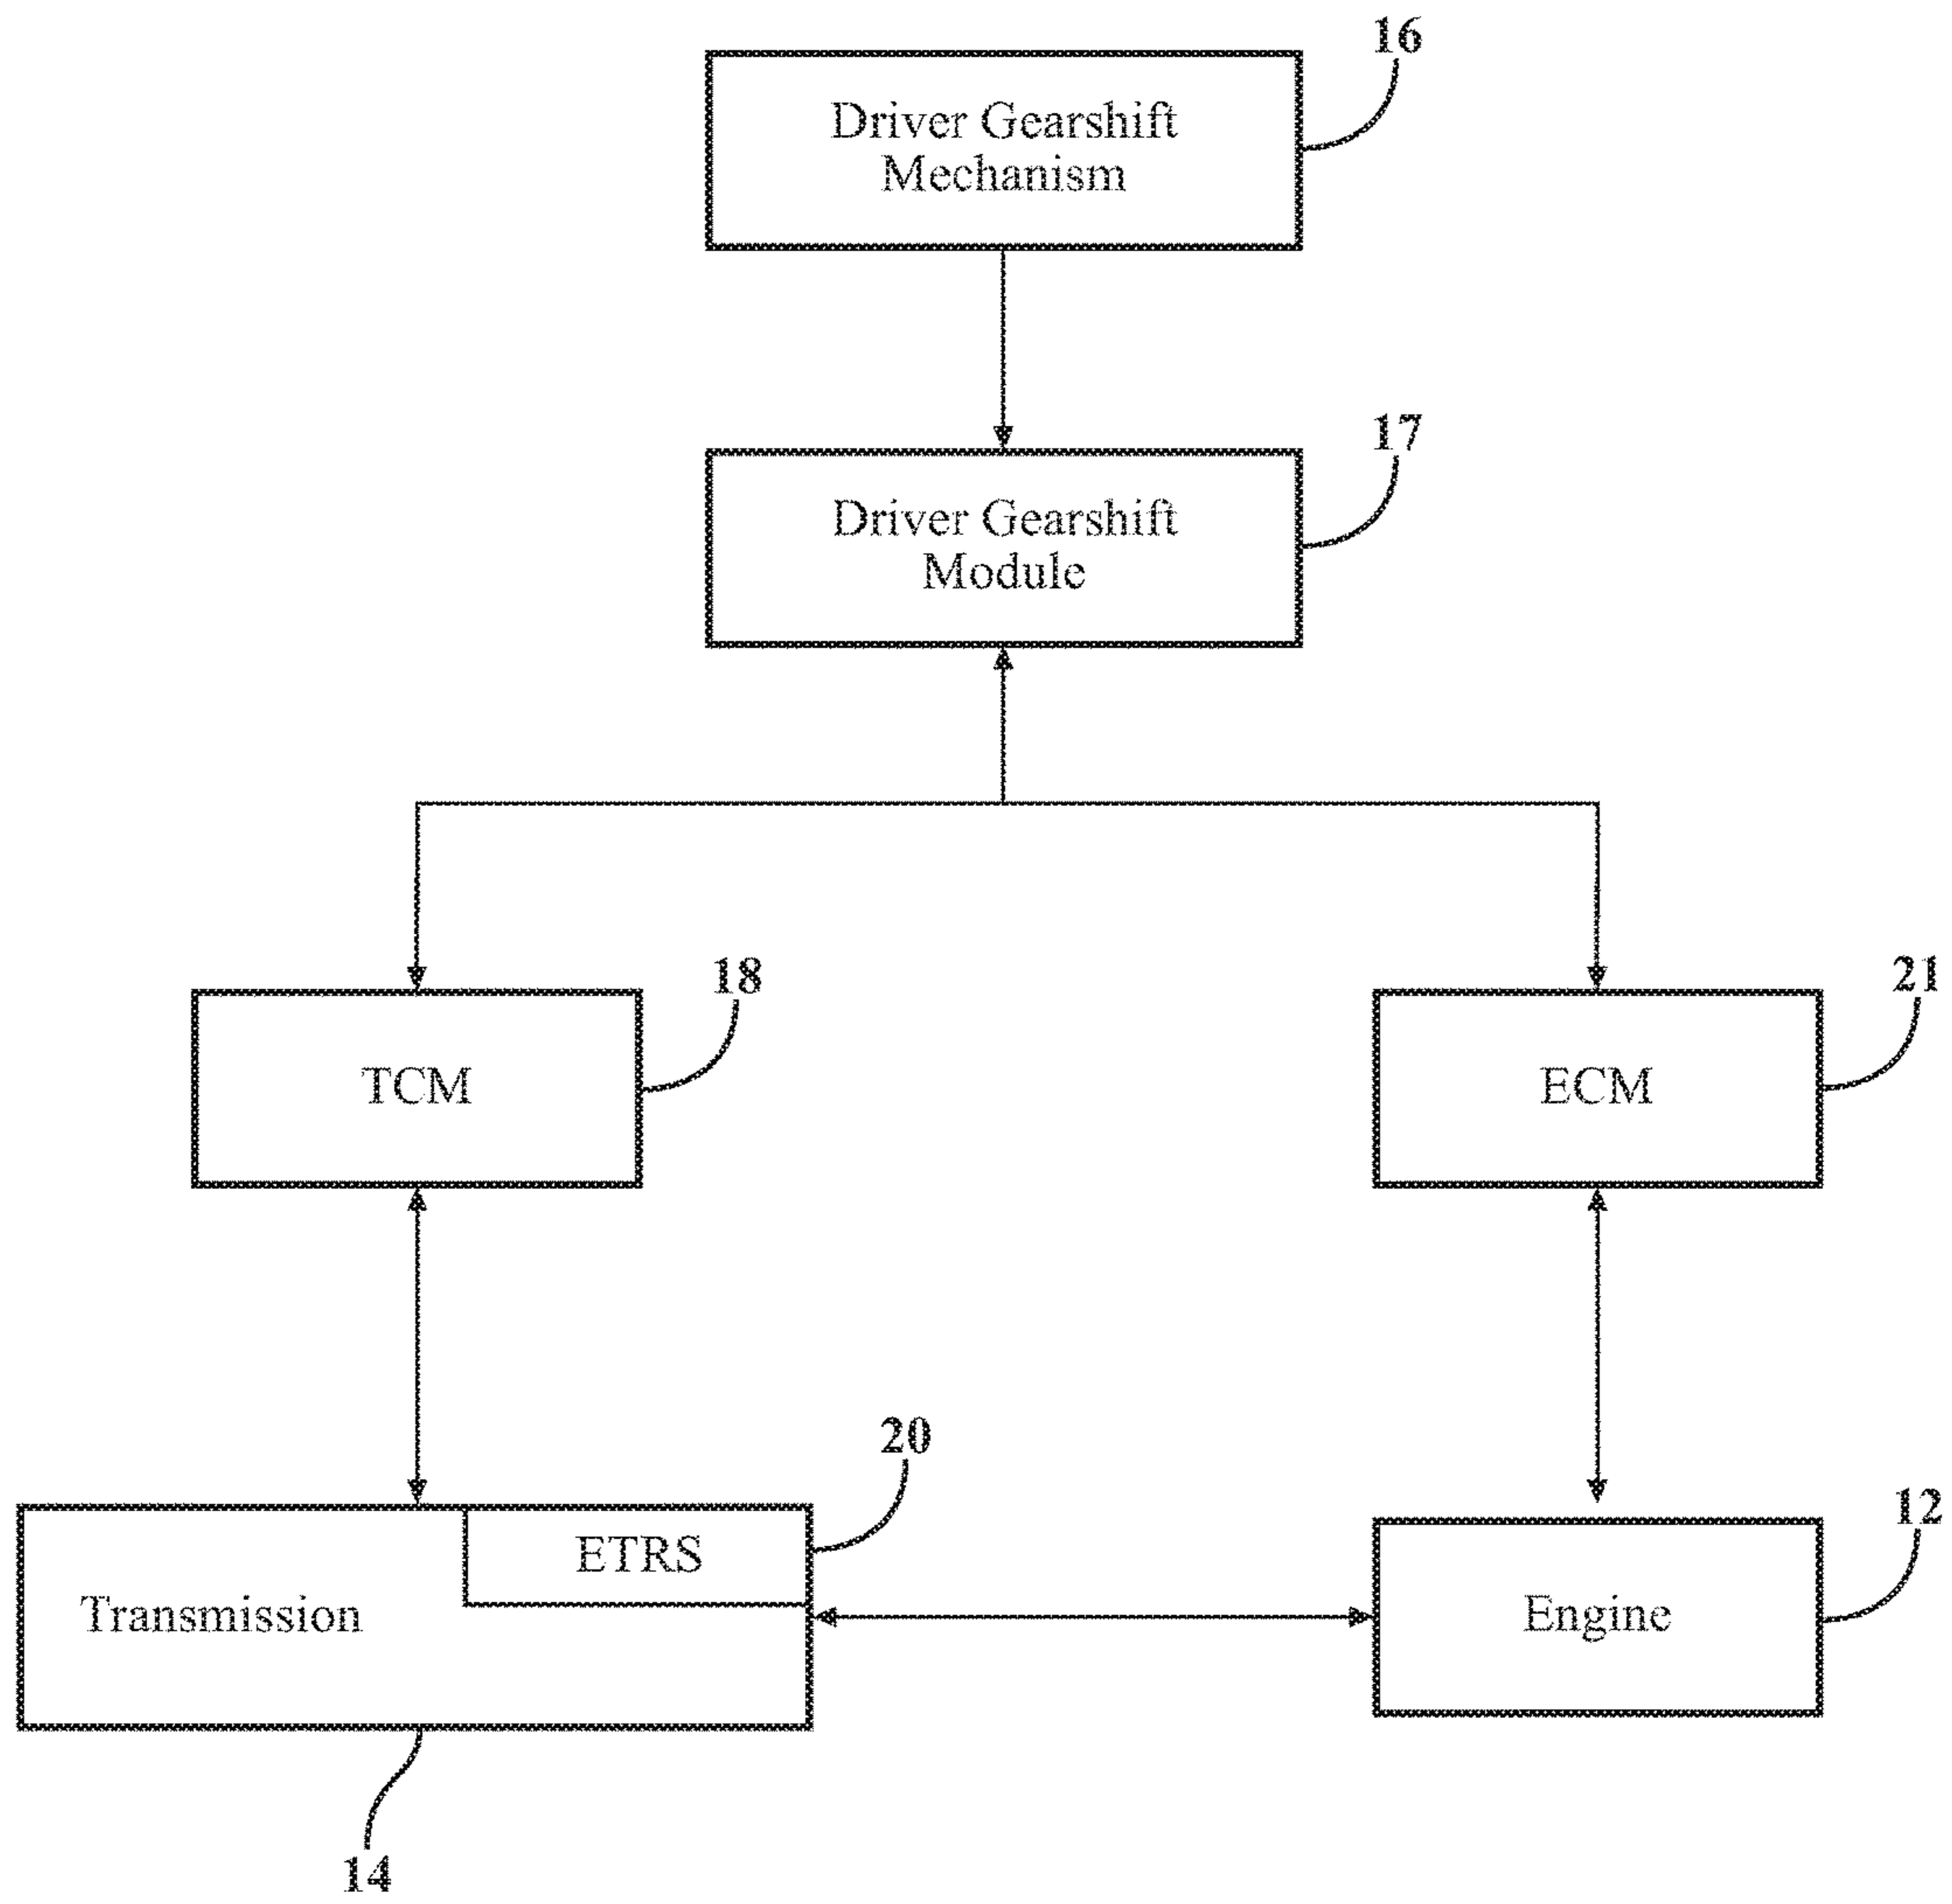 16
Driver Gearshift
Mechanism
17
Driver Gearshift
Module
18
21
TCM
ECM
20
12
ETRS
Transmission
Engine
14